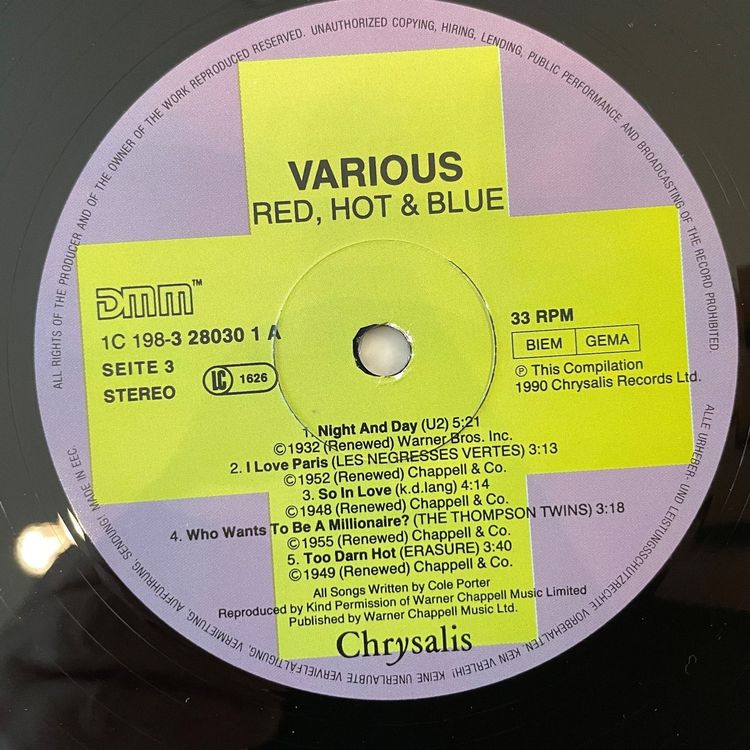 ALL RIGHTS OF THE PRODUCER AND OF THE OWNER OF THE WORK REPRODUCED RESERVED. UNAUTHORIZED COPYING, HIRING, LENDING, PUBLIC PERFORMANCE AND BROADCASTING OF THE RECORD PROHIBITED.
VARIOUS
RED, HOT & BLUE
DMM™
1C 198-3 28030 1 A
SEITE 3
STEREO
LC 1626
33 RPM
BIEM GEMA
℗ This Compilation
1990 Chrysalis Records Ltd.
1. Night And Day (U2) 5:21
©1932 (Renewed) Warner Bros. Inc.
2. I Love Paris (LES NEGRESSES VERTES) 3:13
©1952 (Renewed) Chappell & Co.
3. So In Love (k.d.lang) 4:14
©1948 (Renewed) Chappell & Co.
4. Who Wants To Be A Millionaire? (THE THOMPSON TWINS) 3:18
©1955 (Renewed) Chappell & Co.
5. Too Darn Hot (ERASURE) 3:40
©1949 (Renewed) Chappell & Co.
All Songs Written by Cole Porter
Reproduced by Kind Permission of Warner Chappell Music Limited
Published by Warner Chappell Music Ltd.
Chrysalis
ALLE URHEBER- UND LEISTUNGSSCHUTZRECHTE VORBEHALTEN. KEIN VERLEIH! KEINE UNERLAUBTE VERVIELFÄLTIGUNG, VERMIETUNG, AUFFÜHRUNG, SENDUNG! MADE IN EEC.